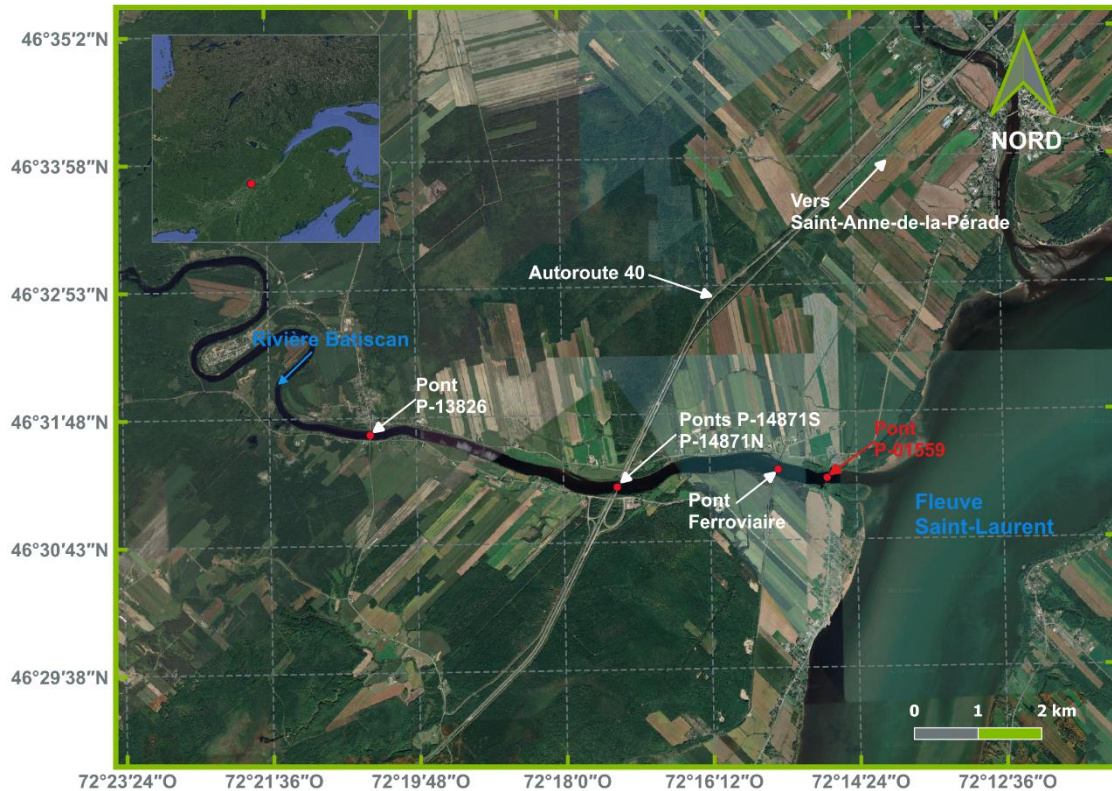 46°35′2″N
NORD
46°33′58″N
Vers
Saint-Anne-de-la-Pérade
46°32′53″N
Autoroute 40
Rivière Batiscan
46°31′48″N
Pont
P-13826
Ponts P-14871S
P-14871N
Pont
P-01559
Pont
Ferroviaire
Fleuve
Saint-Laurent
46°30′43″N
46°29′38″N
0 1 2 km
72°23′24″O 72°21′36″O 72°19′48″O 72°18′0″O 72°16′12″O 72°14′24″O 72°12′36″O